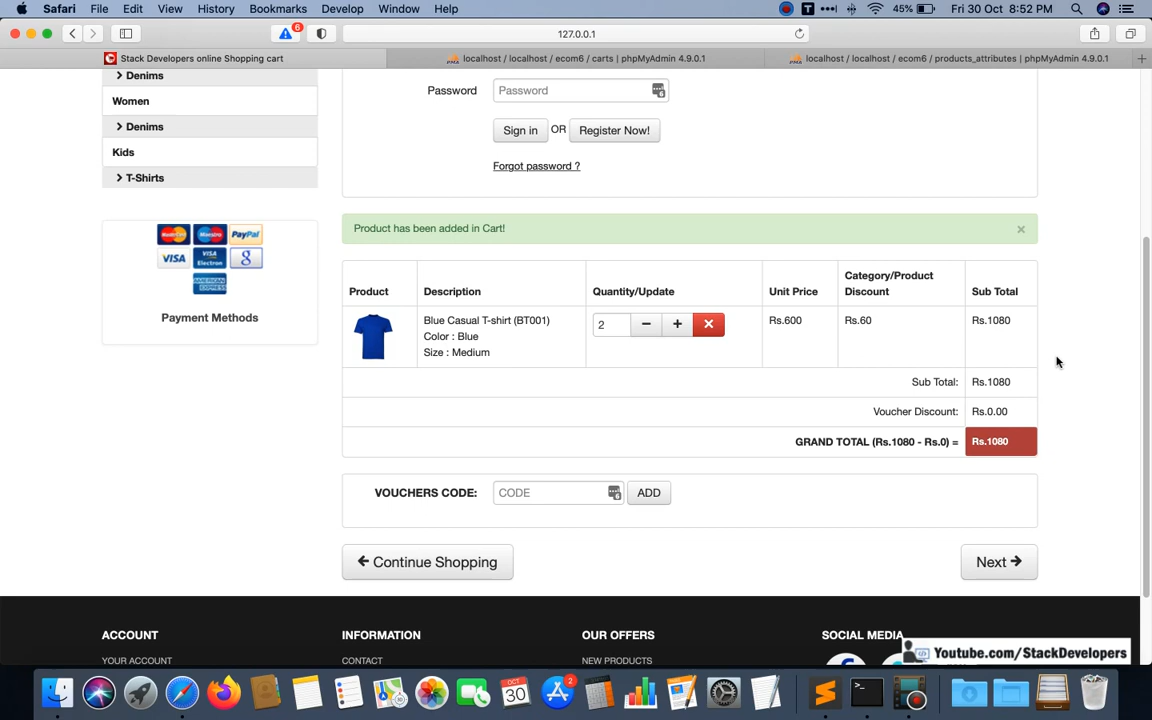 Safari File Edit View History Bookmarks Develop Window Help
6
T
45%
Fri 30 Oct 8:52 PM
127.0.0.1
Stack Developers online Shopping cart
localhost / localhost / ecom6 / carts | phpMyAdmin 4.9.0.1
localhost / localhost / ecom6 / products_attributes | phpMyAdmin 4.9.0.1
Denims
Women
Denims
Kids
T-Shirts
PayPal
VISA
VISA Electron
Payment Methods
Password
Password
Sign in OR Register Now!
Forgot password ?
Product has been added in Cart! ×
Product Description Quantity/Update Unit Price Category/Product Discount Sub Total
Blue Casual T-shirt (BT001) 2 − + Rs.600 Rs.60 Rs.1080
Color : Blue
Size : Medium
Sub Total: Rs.1080
Voucher Discount: Rs.0.00
GRAND TOTAL (Rs.1080 - Rs.0) = Rs.1080
VOUCHERS CODE: CODE ADD
Continue Shopping
Next
ACCOUNT INFORMATION OUR OFFERS SOCIAL MEDIA
YOUR ACCOUNT CONTACT NEW PRODUCTS
Youtube.com/StackDevelopers
OCT
30
2